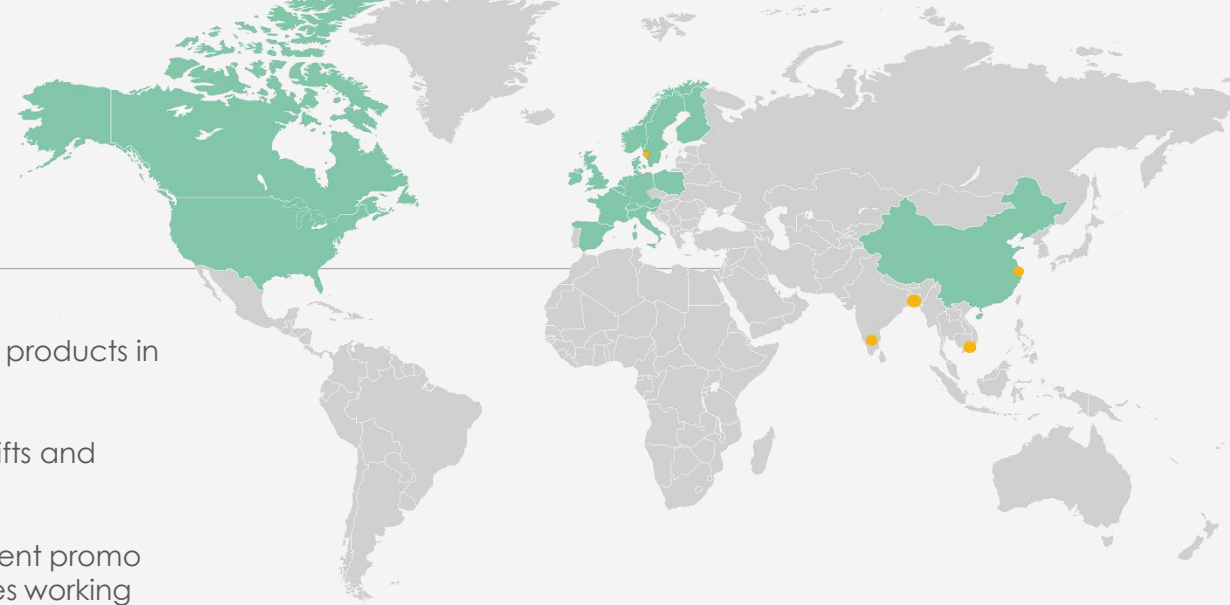 products in
ifts and
ent promo
es working